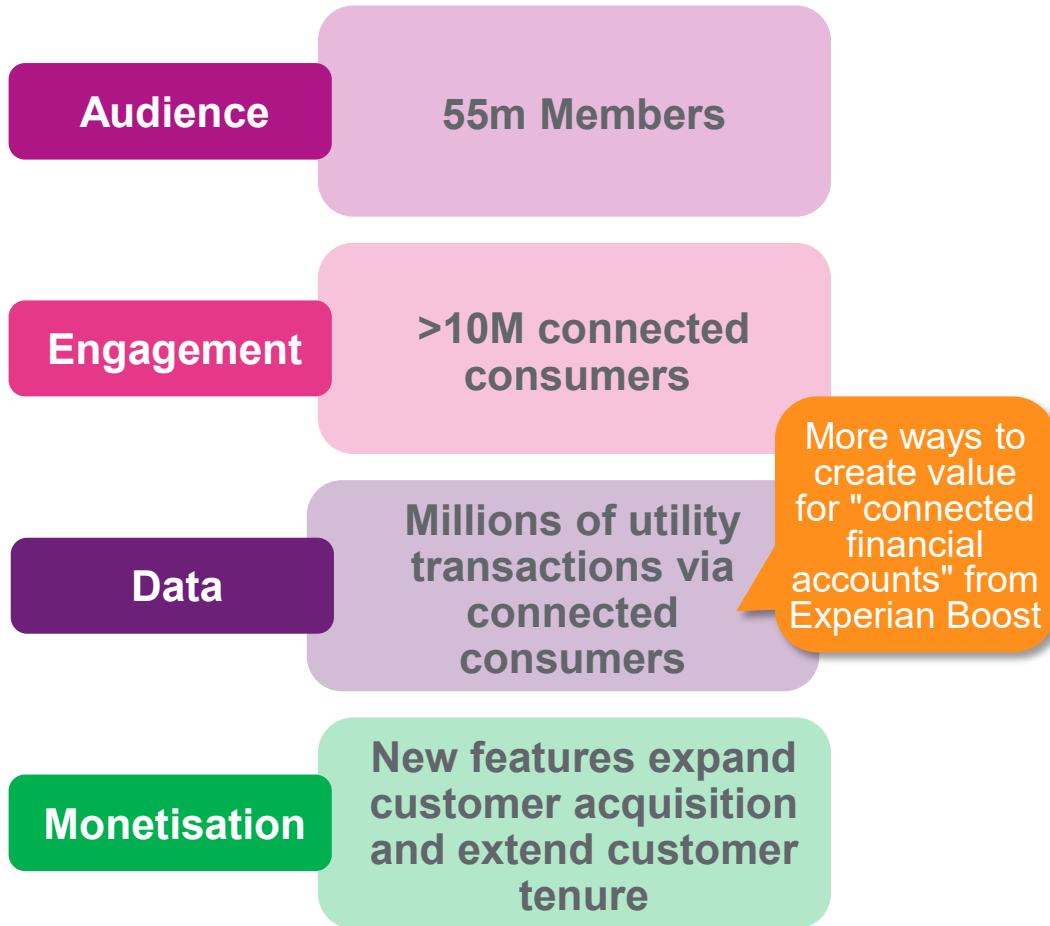 Audience
55m Members
Engagement
>10M connected
consumers
Data
Millions of utility
transactions via
connected
consumers
More ways to
create value
for "connected
financial
accounts" from
Experian Boost
Monetisation
New features expand
customer acquisition
and extend customer
tenure